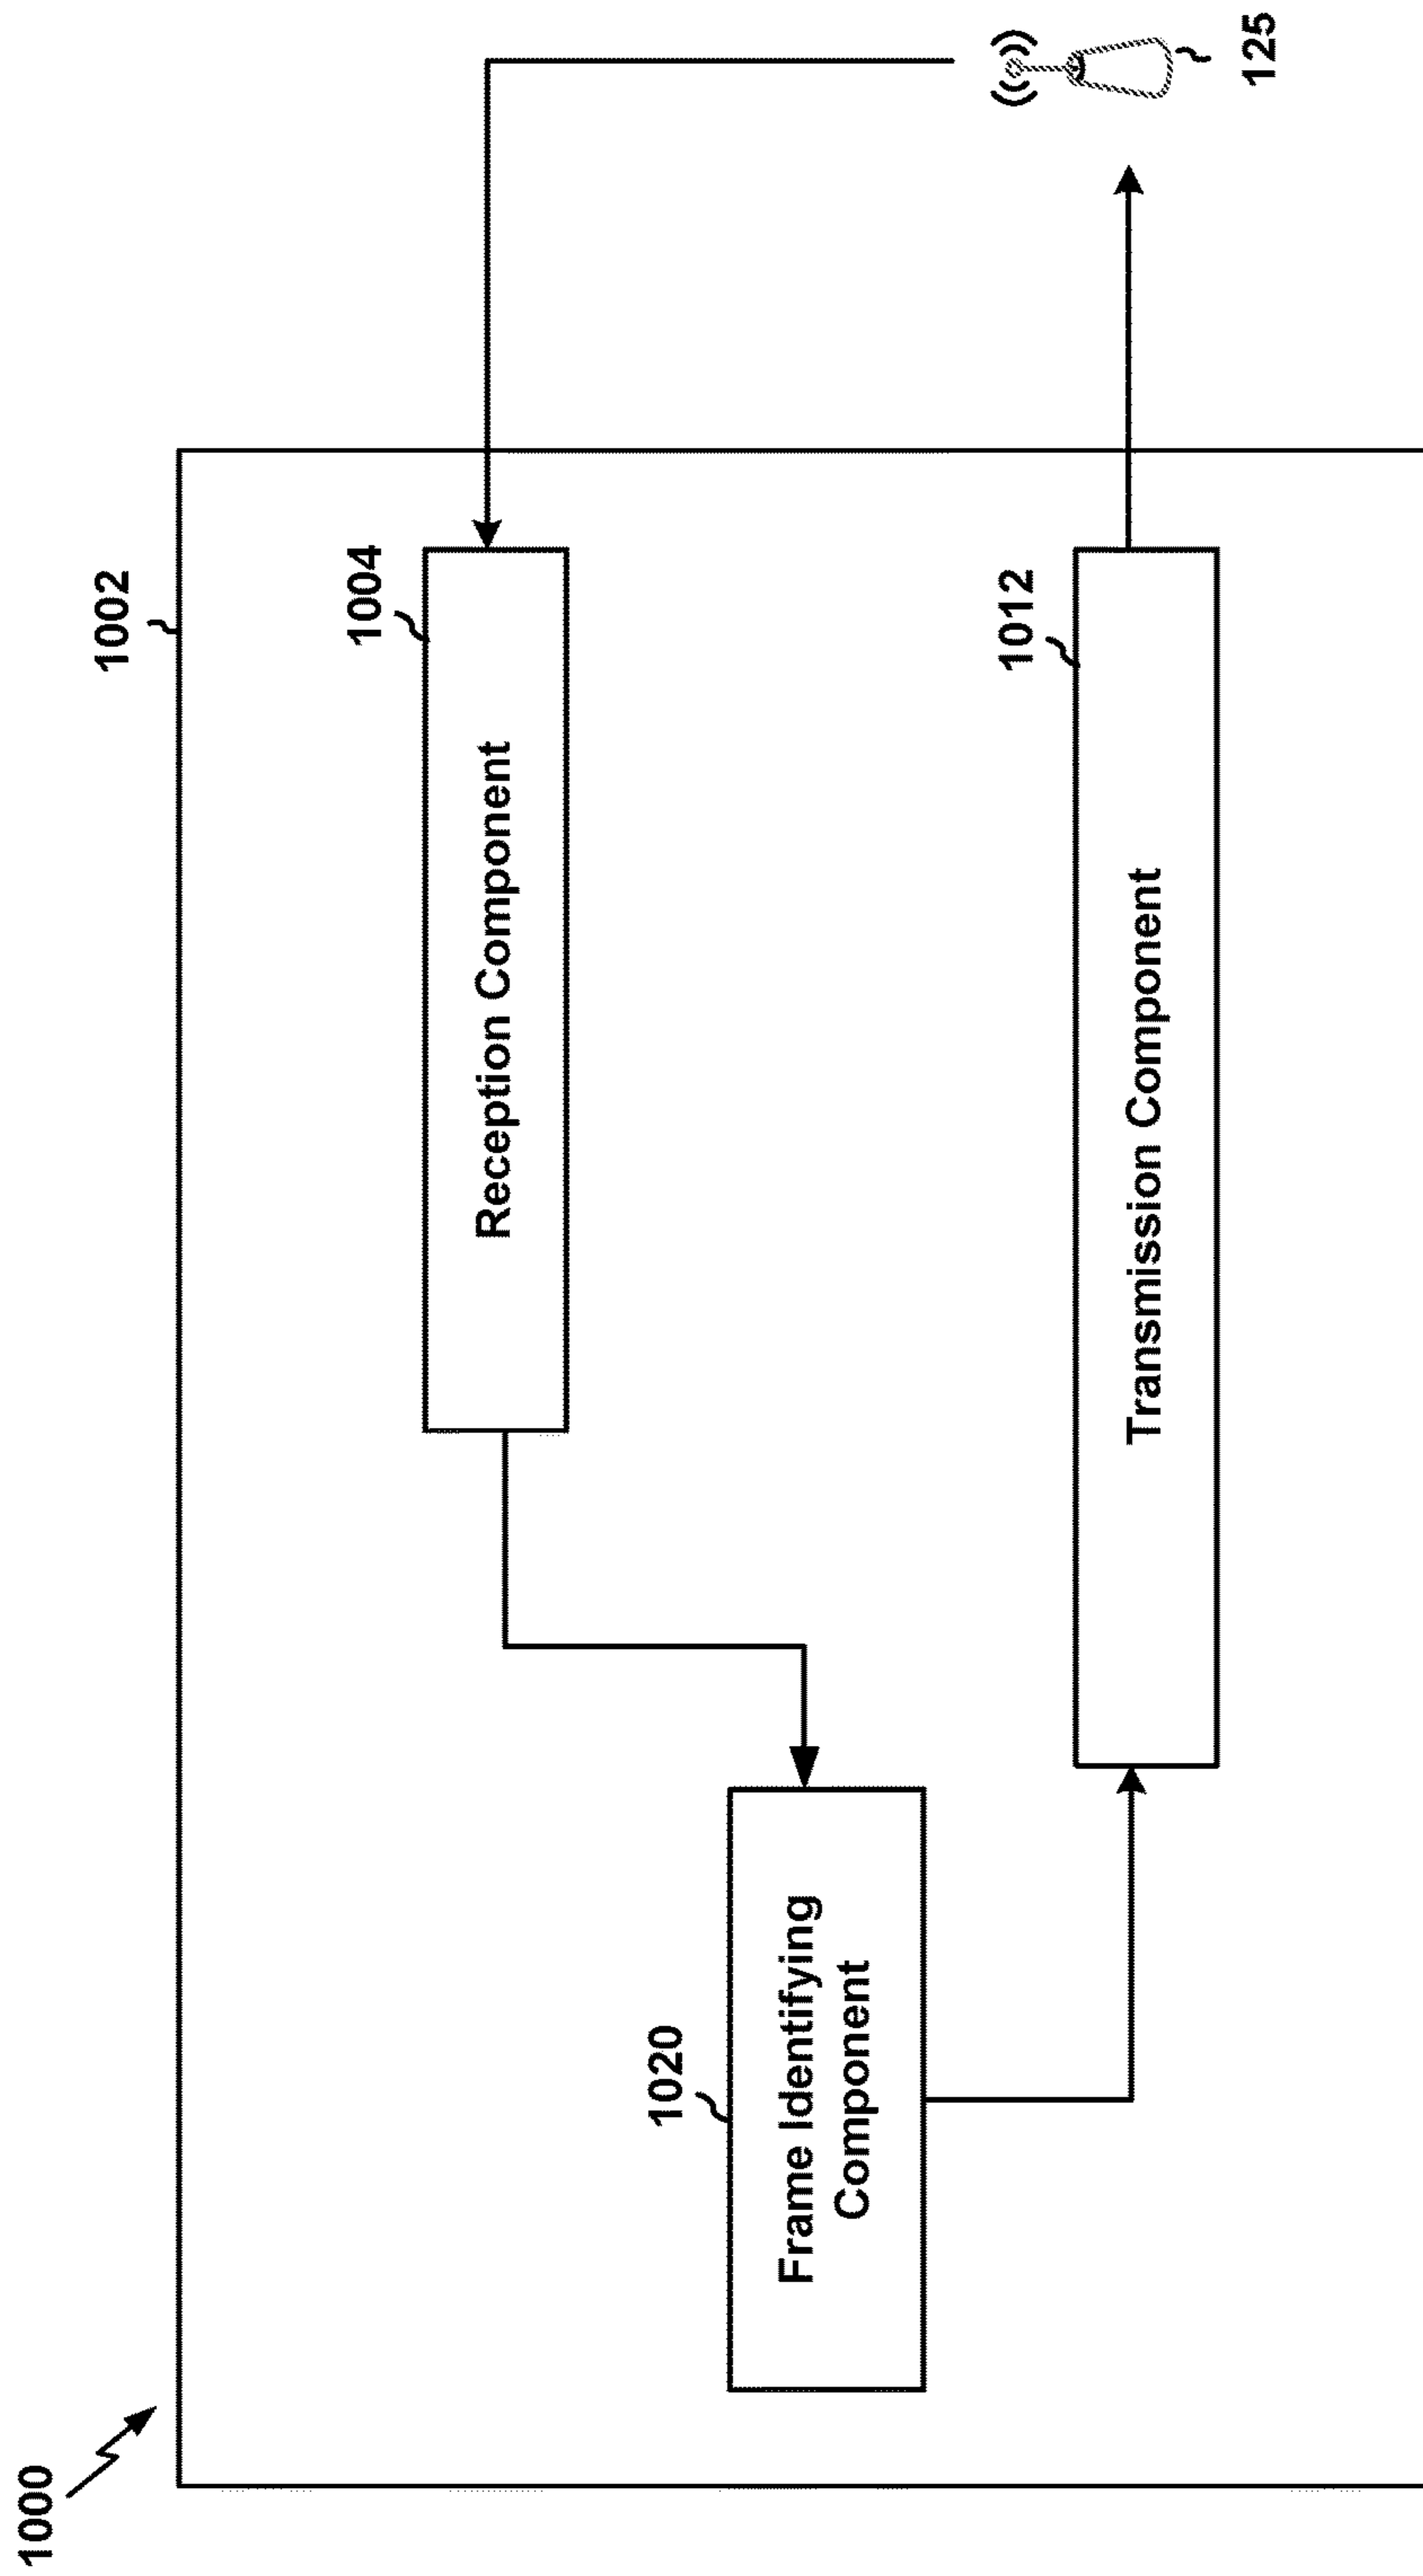 1000
1002
1004
Reception Component
1020
Frame Identifying
Component
1012
Transmission Component
125